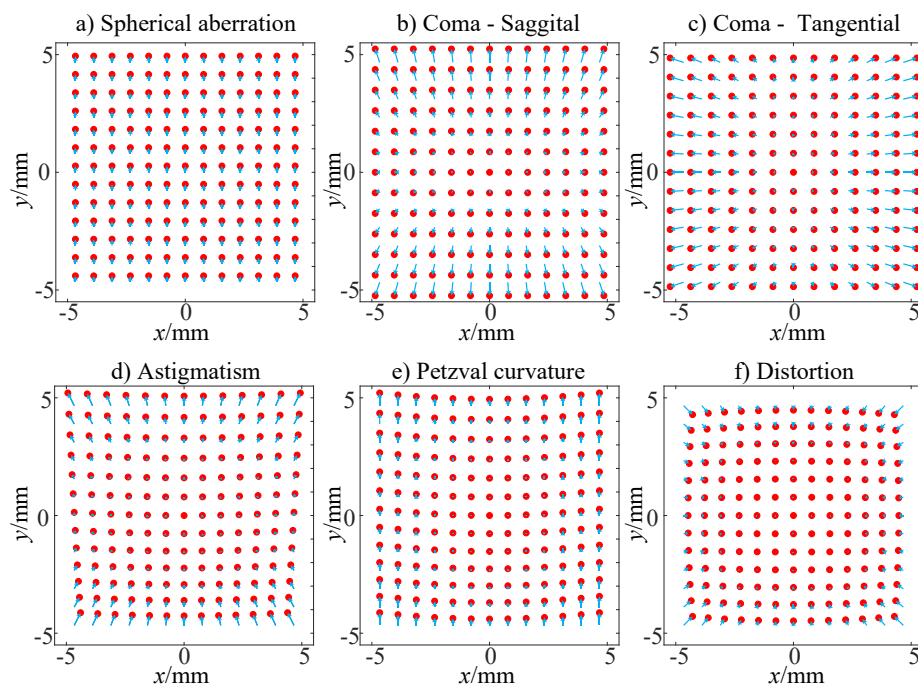 a) Spherical aberration
b) Coma - Saggital
c) Coma - Tangential
5
0
-5
y/mm
-5
0
5
x/mm
5
0
-5
y/mm
-5
0
5
x/mm
5
0
-5
y/mm
-5
0
5
x/mm
d) Astigmatism
e) Petzval curvature
f) Distortion
5
0
-5
y/mm
-5
0
5
x/mm
5
0
-5
y/mm
-5
0
5
x/mm
5
0
-5
y/mm
-5
0
5
x/mm